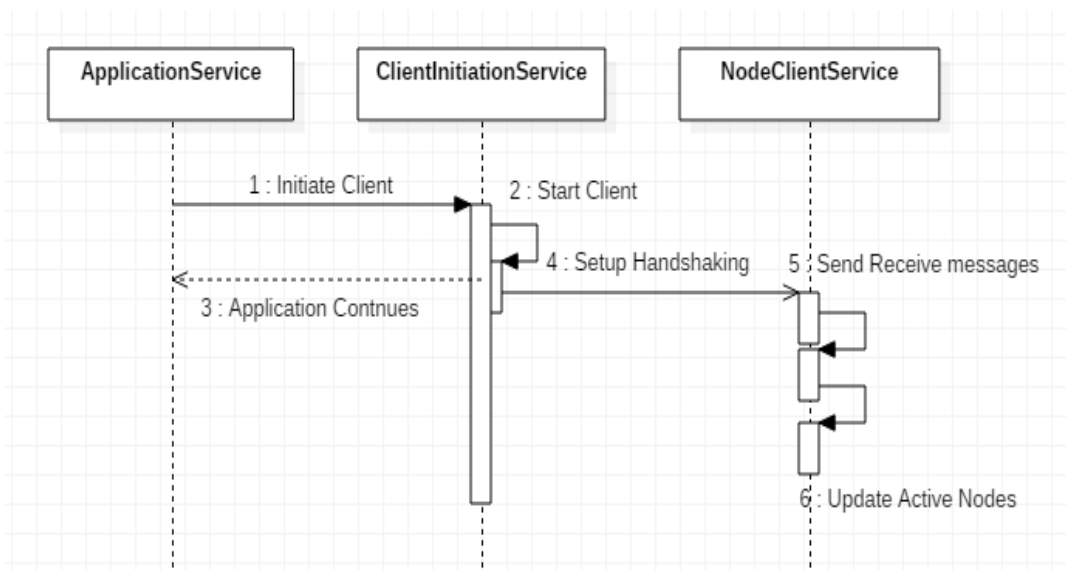 ApplicationService
ClientInitiationService
NodeClientService
1 : Initiate Client
2 : Start Client
4 : Setup Handshaking
5 : Send Receive messages
3 : Application Contnues
6 : Update Active Nodes